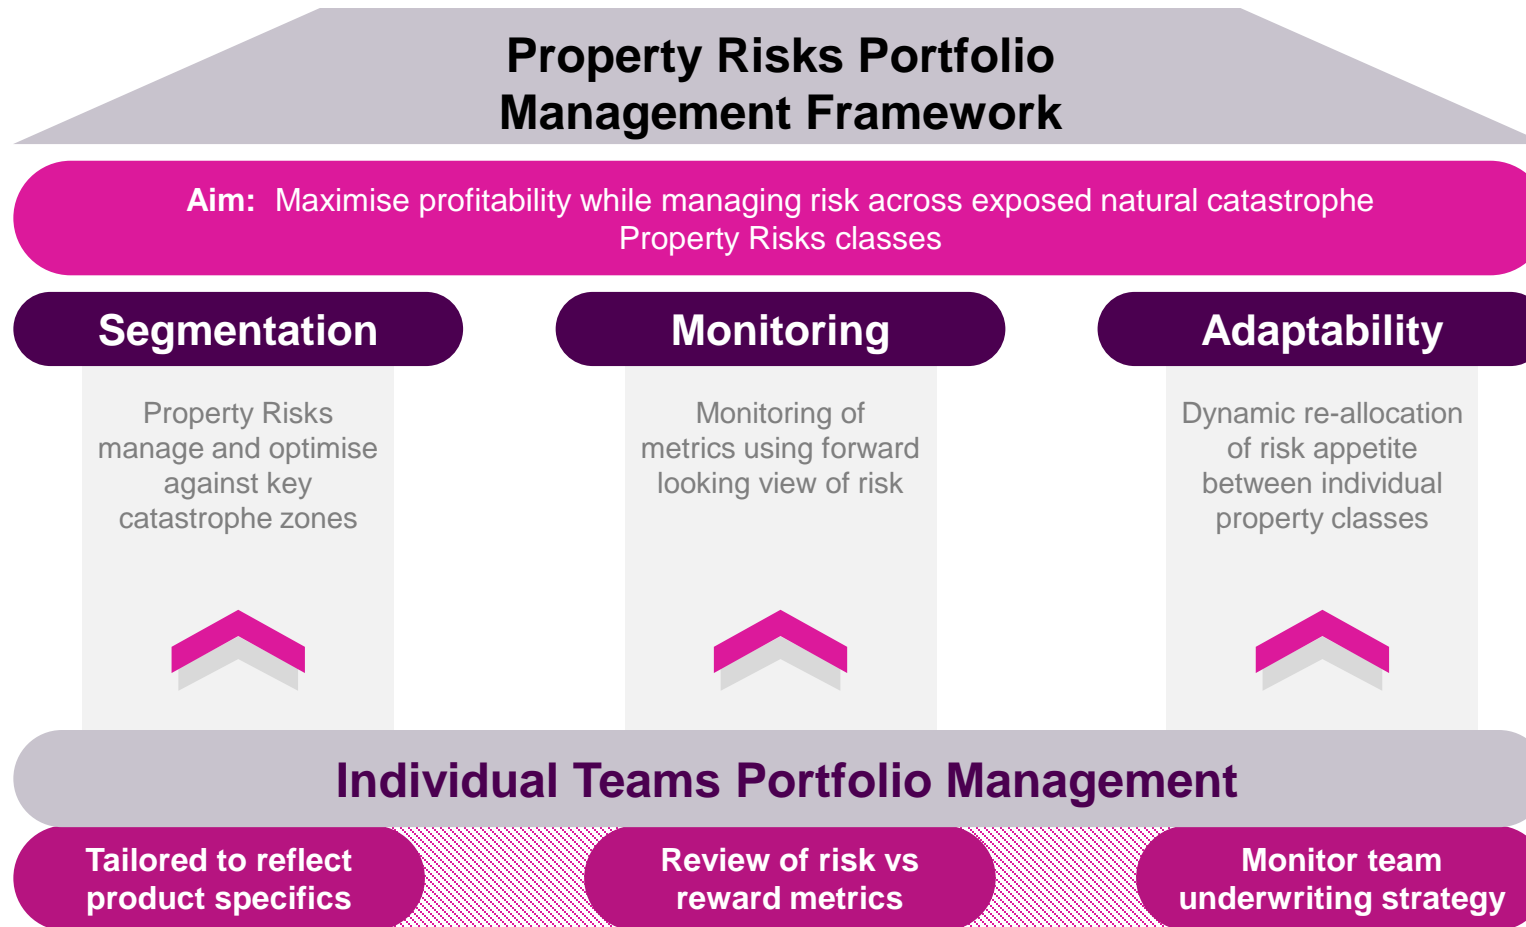 Property Risks Portfolio
Management Framework
Aim: Maximise profitability while managing risk across exposed natural catastrophe
Property Risks classes
Segmentation
Property Risks
manage and optimise
against key
catastrophe zones
Monitoring
Monitoring of
metrics using forward
looking view of risk
Adaptability
Dynamic re-allocation
of risk appetite
between individual
property classes
Individual Teams Portfolio Management
Tailored to reflect
product specifics
Review of risk vs
reward metrics
Monitor team
underwriting strategy